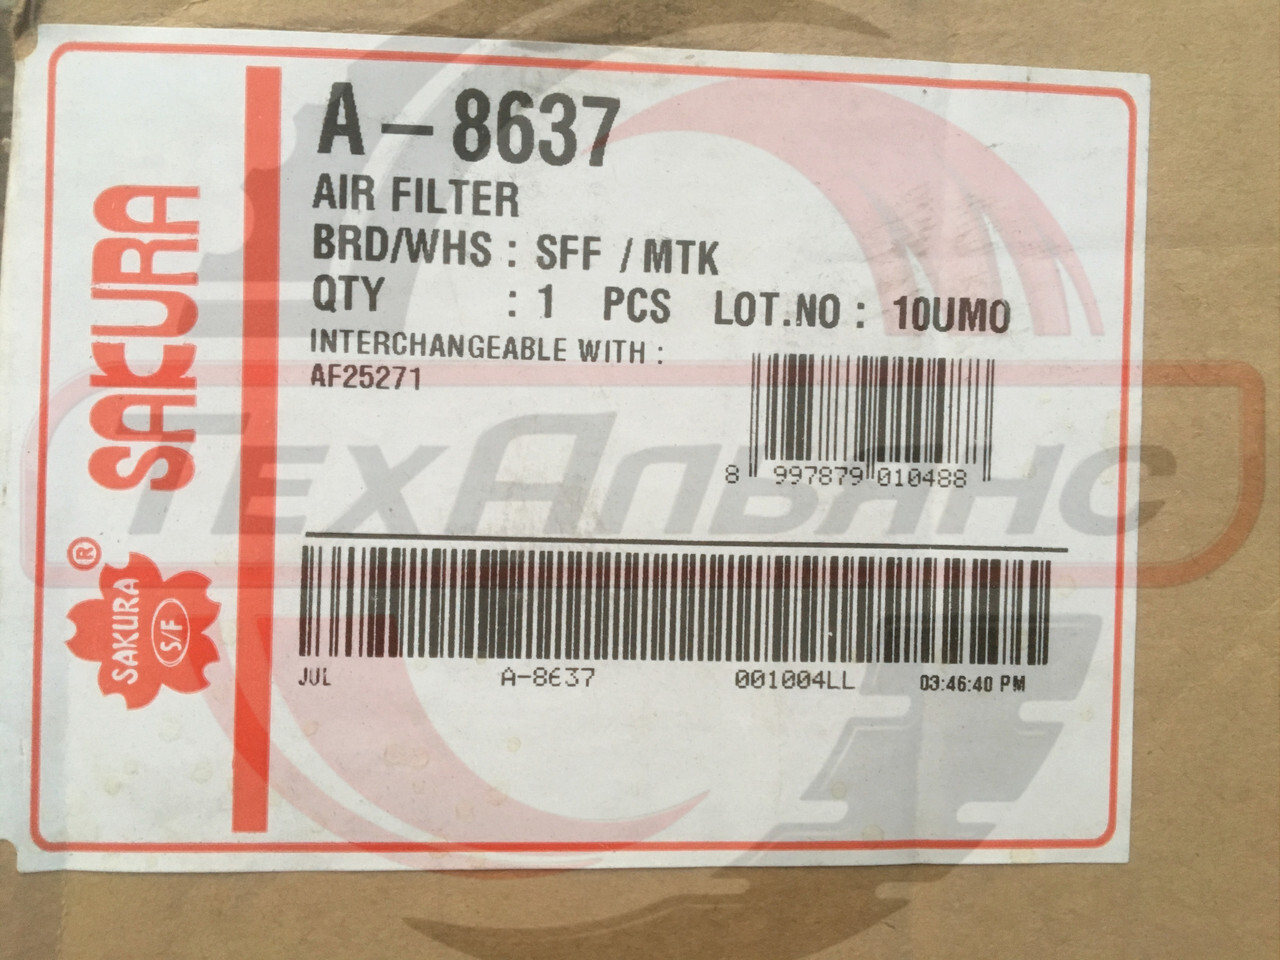 A-8637
AIR FILTER
BRD/WHS : SFF / MTK
QTY : 1 PCS LOT.NO : 10UMO
INTERCHANGEABLE WITH :
AF25271
8 997879 010488
JUL A-8637 001004LL 03:46:40 PM
SAKURA
®
SAKURA
S/F
ТЕХАЛЬЯНС